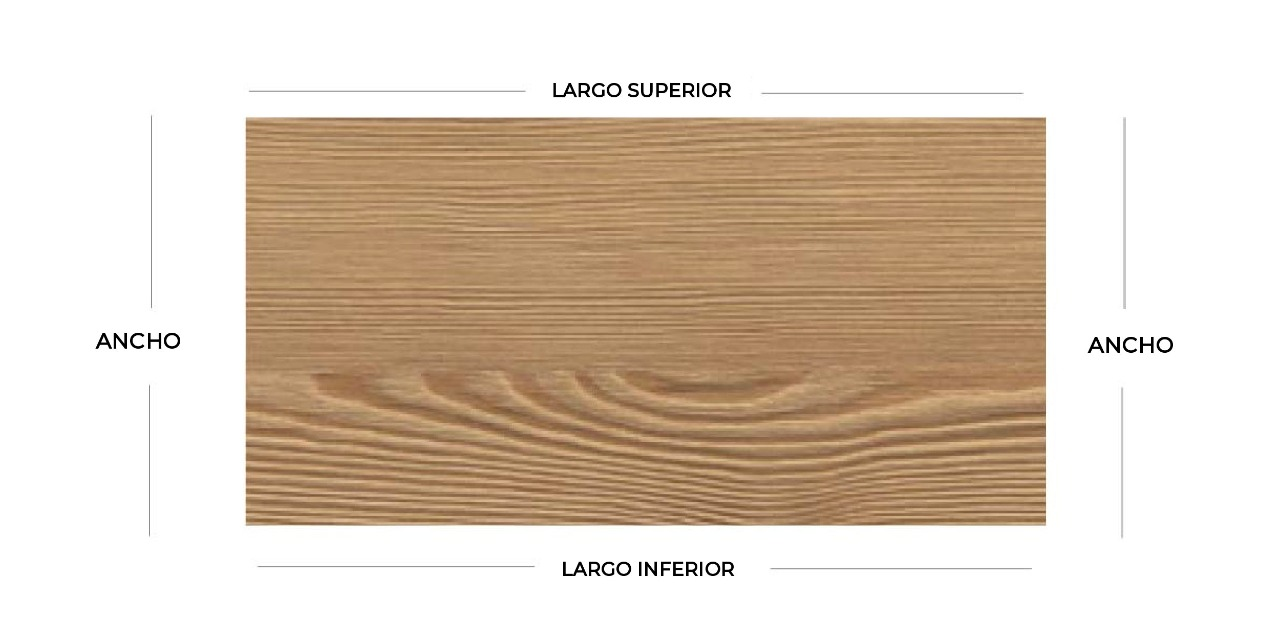 LARGO SUPERIOR
ANCHO
ANCHO
LARGO INFERIOR